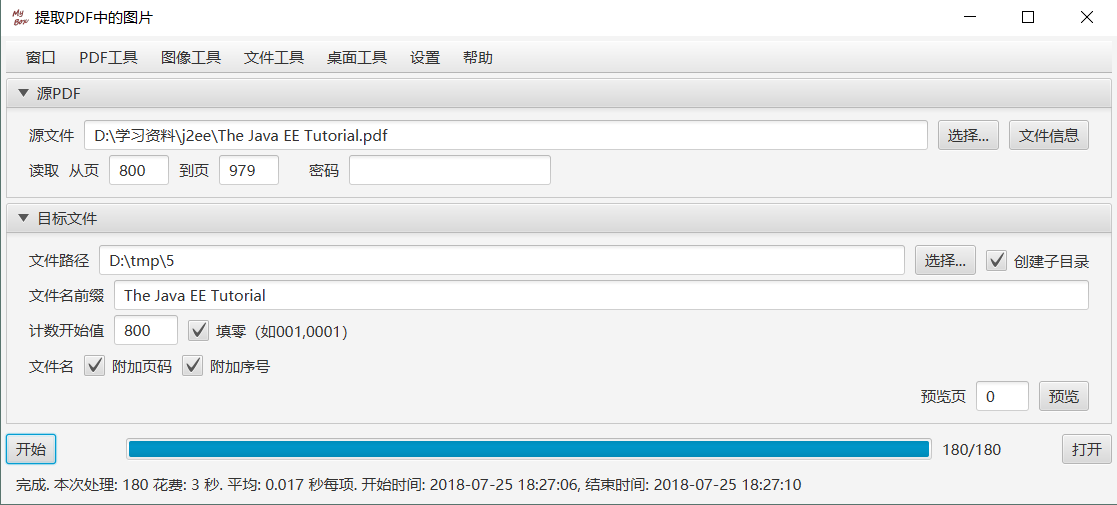 My Box 提取PDF中的图片
窗口 PDF工具 图像工具 文件工具 桌面工具 设置 帮助
源PDF
源文件 D:\学习资料\j2ee\The Java EE Tutorial.pdf 选择... 文件信息
读取 从页 800 到页 979 密码
目标文件
文件路径 D:\tmp\5 选择... 创建子目录
文件名前缀 The Java EE Tutorial
计数开始值 800 填零（如001,0001）
文件名 附加页码 附加序号
预览页 0 预览
开始 180/180 打开
完成. 本次处理: 180 花费: 3 秒. 平均: 0.017 秒每项. 开始时间: 2018-07-25 18:27:06, 结束时间: 2018-07-25 18:27:10